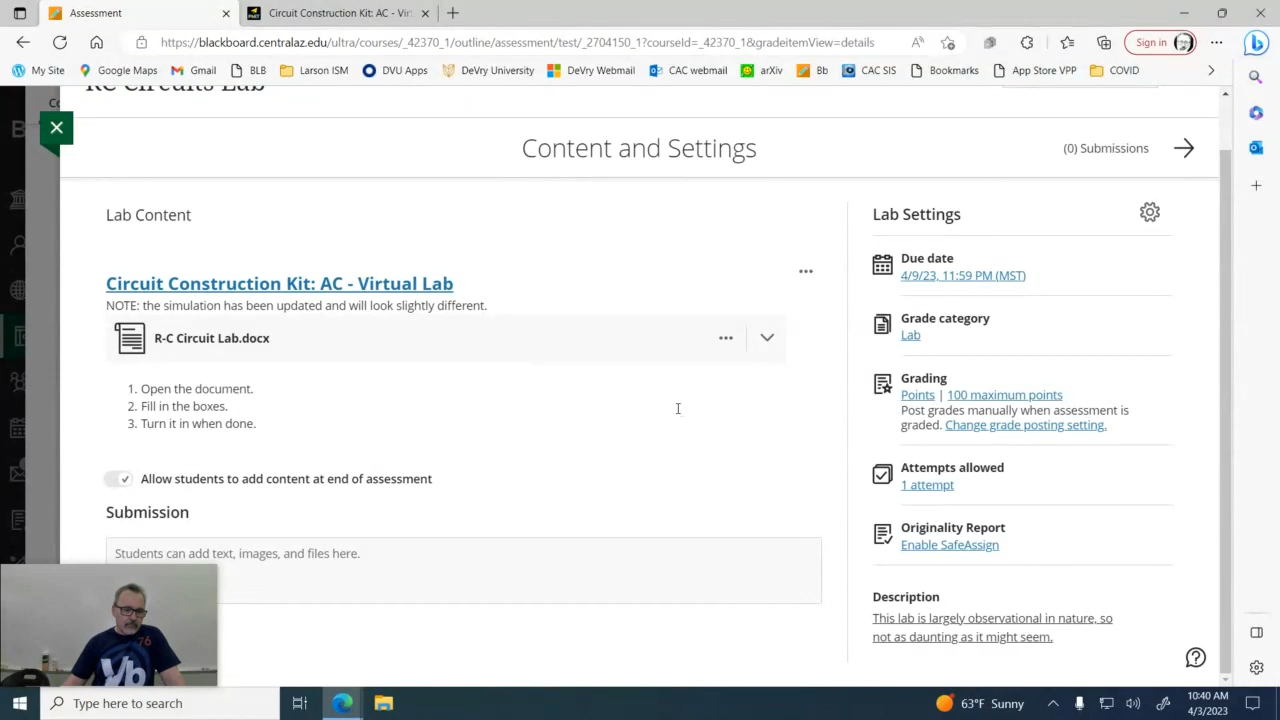 Assessment
Circuit Construction Kit: AC - Virt
https://blackboard.centralaz.edu/ultra/courses/_42370_1/outline/assessment/test/_2704150_1?courseId=_42370_1&gradeitemView=details
Sign in
My Site
Google Maps
Gmail
BLB
Larson ISM
DVU Apps
DeVry University
DeVry Webmail
CAC webmail
arXiv
Bb
CAC SIS
Bookmarks
App Store VPP
COVID
RC Circuits Lab
Content and Settings
(0) Submissions
Lab Content
Circuit Construction Kit: AC - Virtual Lab
NOTE: the simulation has been updated and will look slightly different.
R-C Circuit Lab.docx
1. Open the document.
2. Fill in the boxes.
3. Turn it in when done.
Allow students to add content at end of assessment
Submission
Students can add text, images, and files here.
Lab Settings
Due date
4/9/23, 11:59 PM (MST)
Grade category
Lab
Grading
Points | 100 maximum points
Post grades manually when assessment is
graded. Change grade posting setting.
Attempts allowed
1 attempt
Originality Report
Enable SafeAssign
Description
This lab is largely observational in nature, so
not as daunting as it might seem.
76
Type here to search
63°F Sunny
10:40 AM
4/3/2023